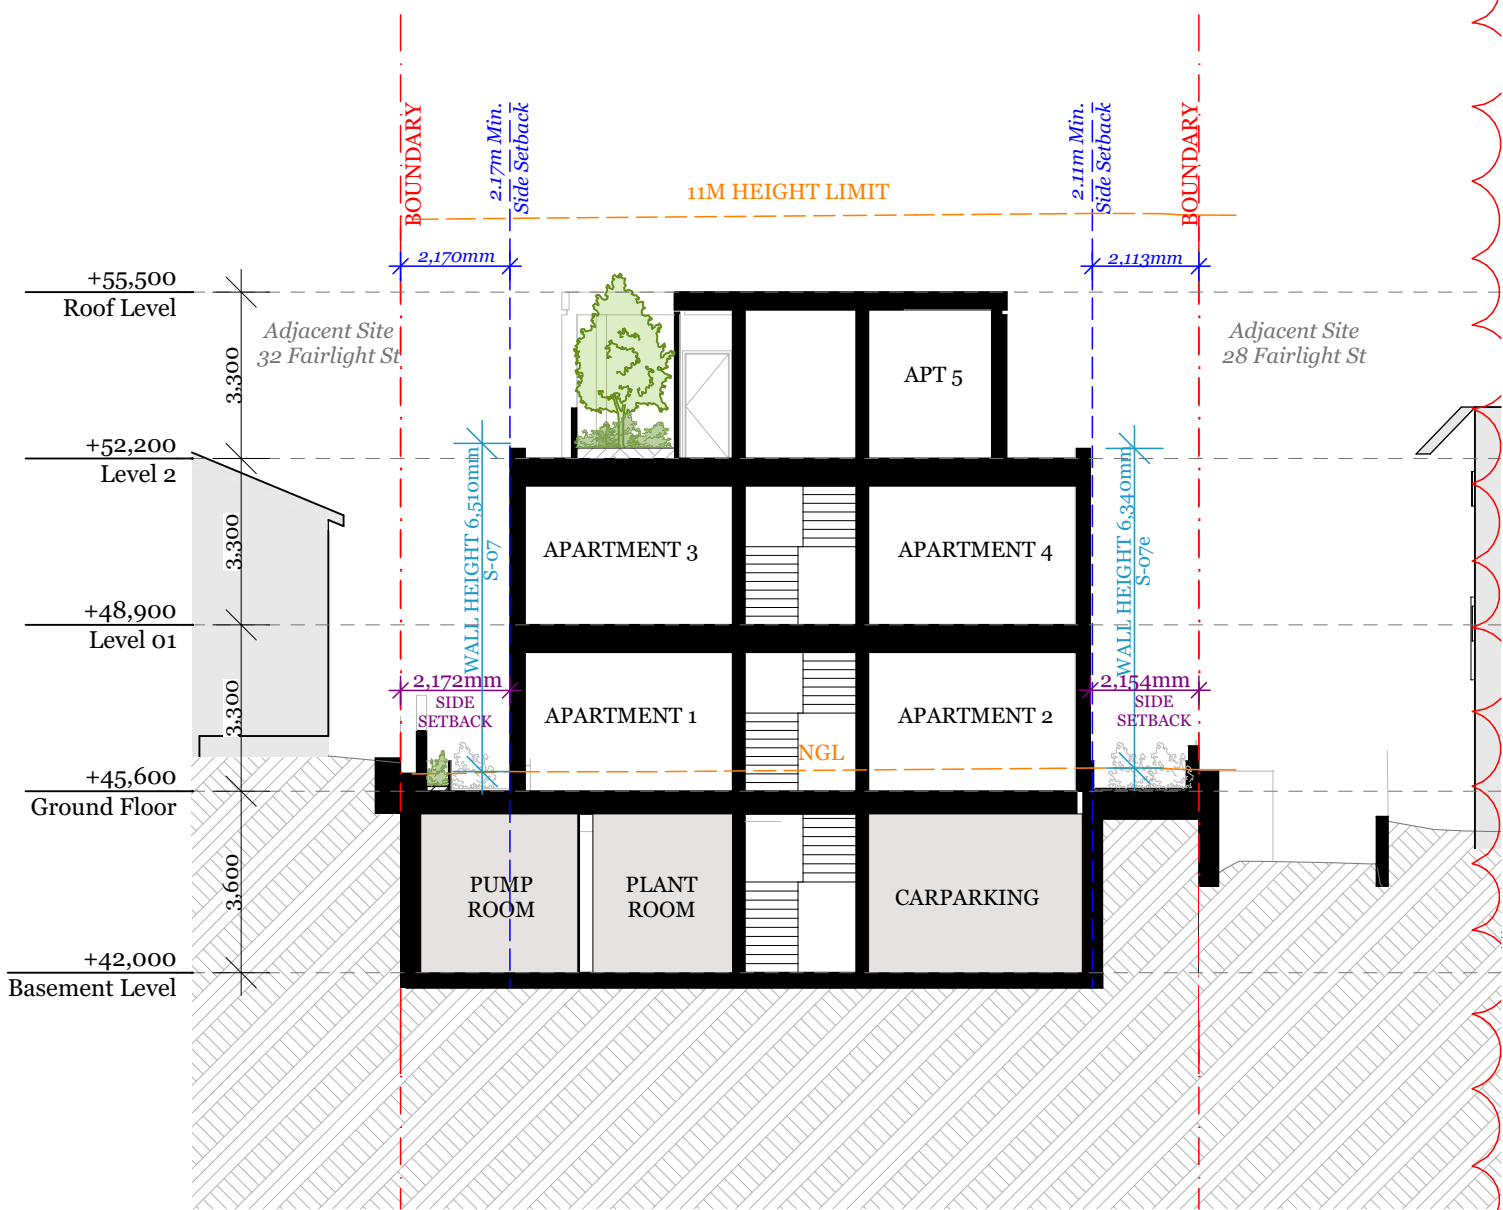 BOUNDARY
2.17m Min.
Side Setback
2.11m Min.
Side Setback
BOUNDARY
11M HEIGHT LIMIT
2,170mm
2,113mm
+55,500
Roof Level
Adjacent Site
32 Fairlight St
Adjacent Site
28 Fairlight St
3,300
APT 5
+52,200
Level 2
WALL HEIGHT 6,510mm
S-07
WALL HEIGHT 6,340mm
S-07e
3,300
APARTMENT 3
APARTMENT 4
+48,900
Level 01
2,172mm
SIDE
SETBACK
2,154mm
SIDE
SETBACK
3,300
APARTMENT 1
APARTMENT 2
NGL
+45,600
Ground Floor
3,600
PUMP
ROOM
PLANT
ROOM
CARPARKING
+42,000
Basement Level